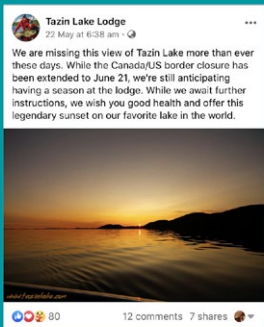 Tazin Lake Lodge
22 May at 6:38 am ·
We are missing this view of Tazin Lake more than ever
these days. While the Canada/US border closure has
been extended to June 21, we're still anticipating
having a season at the lodge. While we await further
instructions, we wish you good health and offer this
legendary sunset on our favorite lake in the world.
www.tazinlake.com
80
12 comments 7 shares